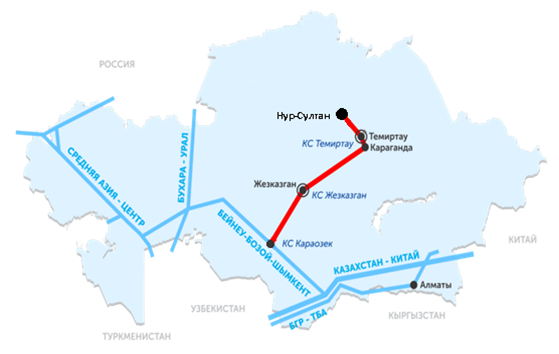 РОССИЯ
Нур-Султан
Темиртау
КС Темиртау
Караганда
СРЕДНЯЯ АЗИЯ - ЦЕНТР
БУХАРА - УРАЛ
Жезказган
КС Жезказган
БЕЙНЕУ-БОЗОЙ-ШЫМКЕНТ
КС Караозек
КИТАЙ
КАЗАХСТАН - КИТАЙ
Алматы
УЗБЕКИСТАН
БГР - ТБА
КЫРГЫЗСТАН
ТУРКМЕНИСТАН